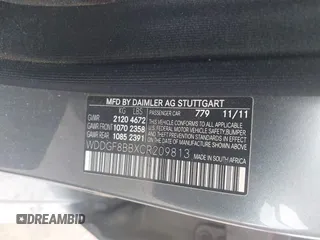 MFD BY DAIMLER AG STUTTGART
KG LBS
PASSENGER CAR 779 11/11
GVWR 2120 4672
GAWR FRONT 1070 2358
GAWR REAR 1085 2391
THIS VEHICLE CONFORMS TO ALL APPLICABLE
U.S. FEDERAL MOTOR VEHICLE SAFETY, BUMPER,
AND THEFT PREVENTION STANDARDS IN EFFECT
ON THE DATE OF MANUFACTURE SHOWN ABOVE.
WDDGF8BBXCR209813
MADE IN SOUTH AFRICA
AUTOBIDMASTER